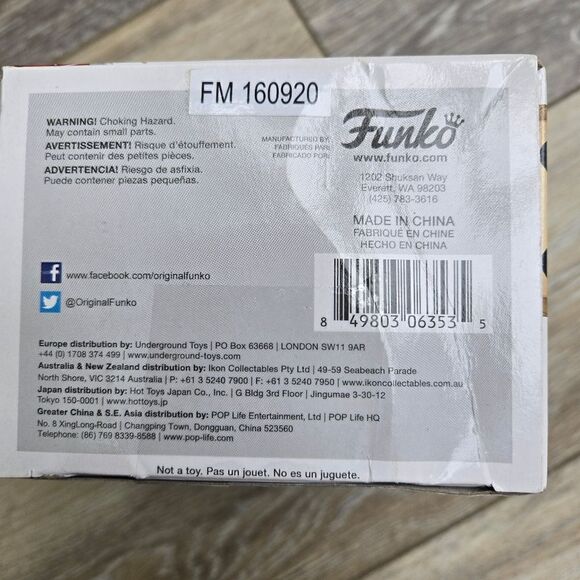 FM 160920
WARNING! Choking Hazard.
May contain small parts.
AVERTISSEMENT! Risque d'étouffement.
Peut contenir des petites pièces.
ADVERTENCIA! Riesgo de asfixia.
Puede contener piezas pequeñas.
MANUFACTURED BY:
FABRIQUÉS PAR:
FABRICADO POR:
Funko
www.funko.com
1202 Shuksan Way
Everett, WA 98203
(425) 783-3616
MADE IN CHINA
FABRIQUÉ EN CHINE
HECHO EN CHINA
f www.facebook.com/originalfunko
@OriginalFunko
8 49803 06353 5
Europe distribution by: Underground Toys | PO Box 63668 | LONDON SW11 9AR
+44 (0) 1708 374 499 | www.underground-toys.com
Australia & New Zealand distribution by: Ikon Collectables Pty Ltd | 49-59 Seabeach Parade
North Shore, VIC 3214 Australia | P: +61 3 5240 7900 | F: +61 3 5240 7950 | www.ikoncollectables.com.au
Japan distribution by: Hot Toys Japan Co., Inc. | G Bldg 3rd Floor | Jingumae 3-30-12
Tokyo 150-0001 | www.hottoys.jp
Greater China & S.E. Asia distribution by: POP Life Entertainment, Ltd | POP Life HQ
No. 8 XingLong-Road | Changping Town, Dongguan, China 523560
Telephone: (86) 769 8339-8588 | www.pop-life.com
Not a toy. Pas un jouet. No es un juguete.